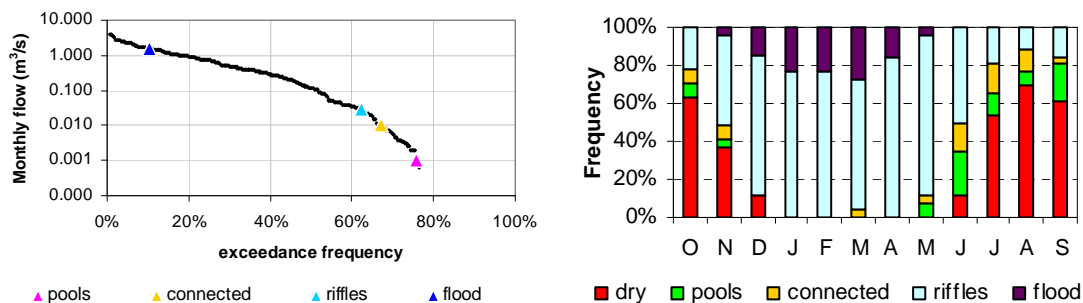 Monthly flow (m³/s)
10.000
1.000
0.100
0.010
0.001
0.000
0% 20% 40% 60% 80% 100%
exceedance frequency
pools connected riffles flood
Frequency
100%
80%
60%
40%
20%
0%
O N D J F M A M J J A S
dry pools connected riffles flood